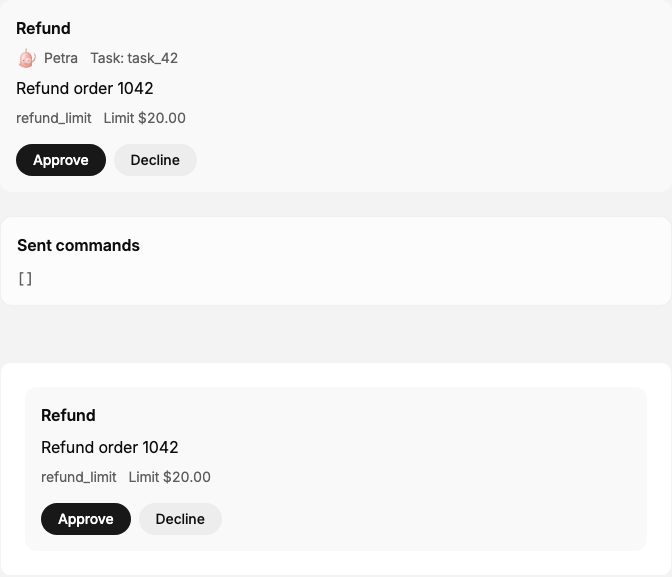 Refund
Petra Task: task_42
Refund order 1042
refund_limit Limit $20.00
Approve Decline
Sent commands
[]
Refund
Refund order 1042
refund_limit Limit $20.00
Approve Decline